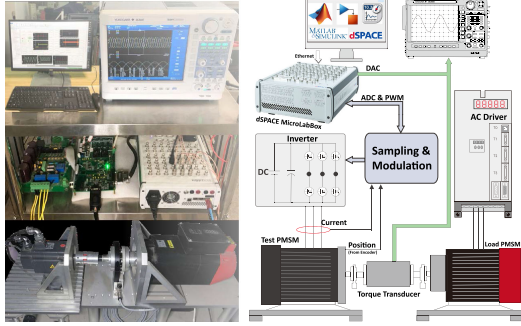 MATLAB
& SIMULINK
dSPACE
Ethernet
DAC
ADC & PWM
dSPACE MicroLabBox
AC Driver
Inverter
DC
Sampling &
Modulation
Current
Test PMSM
Position
(From Encoder)
Load PMSM
Torque Transducer